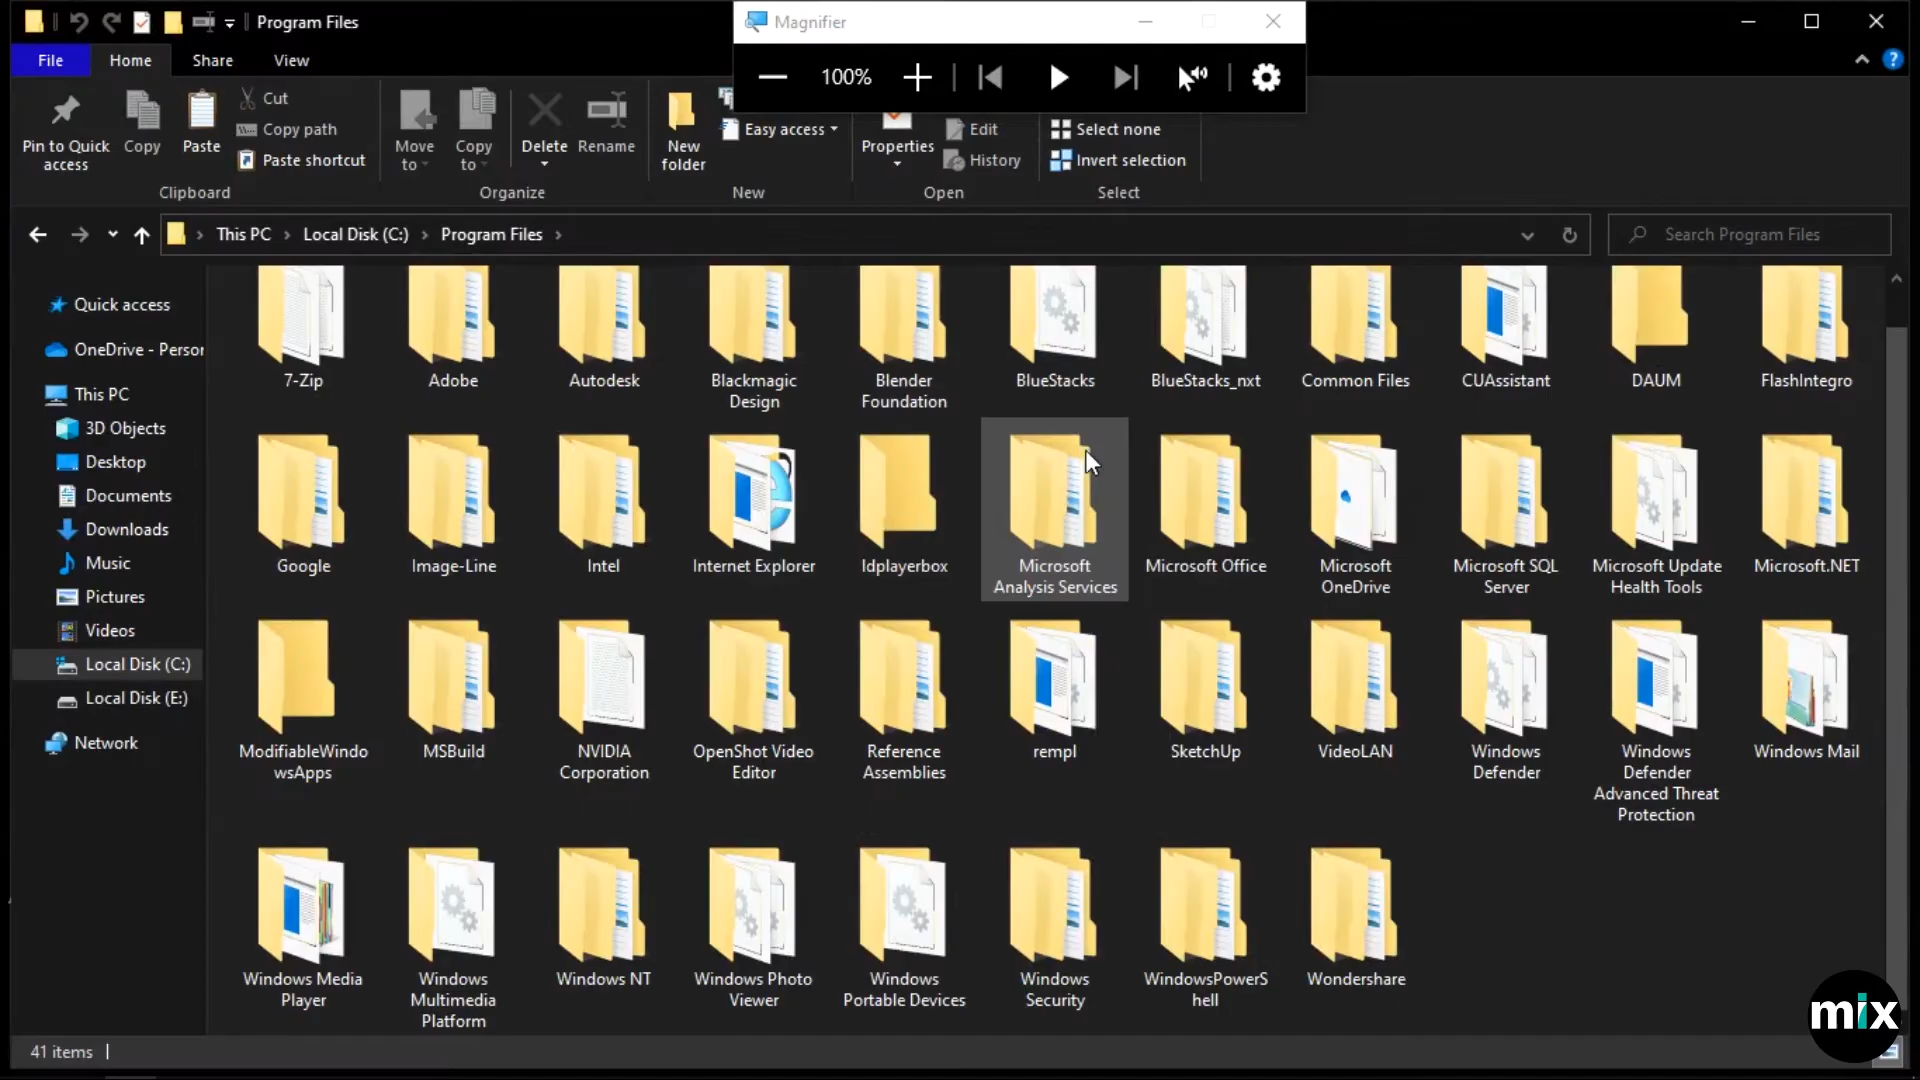 Program Files
Magnifier
File
Home
Share
View
100%
Pin to Quick
access
Copy
Paste
Cut
Copy path
Paste shortcut
Move
to
Copy
to
Delete
Rename
New
folder
Easy access
Properties
Edit
History
Select none
Invert selection
Clipboard
Organize
New
Open
Select
This PC
Local Disk (C:)
Program Files
Search Program Files
Quick access
OneDrive - Person
This PC
3D Objects
Desktop
Documents
Downloads
Music
Pictures
Videos
Local Disk (C:)
Local Disk (E:)
Network
7-Zip
Adobe
Autodesk
Blackmagic
Design
Blender
Foundation
BlueStacks
BlueStacks_nxt
Common Files
CUAssistant
DAUM
FlashIntegro
Google
Image-Line
Intel
Internet Explorer
ldplayerbox
Microsoft
Analysis Services
Microsoft Office
Microsoft
OneDrive
Microsoft SQL
Server
Microsoft Update
Health Tools
Microsoft.NET
ModifiableWindo
wsApps
MSBuild
NVIDIA
Corporation
OpenShot Video
Editor
Reference
Assemblies
rempl
SketchUp
VideoLAN
Windows
Defender
Windows
Defender
Advanced Threat
Protection
Windows Mail
Windows Media
Player
Windows
Multimedia
Platform
Windows NT
Windows Photo
Viewer
Windows
Portable Devices
Windows
Security
WindowsPowerS
hell
Wondershare
mix
41 items